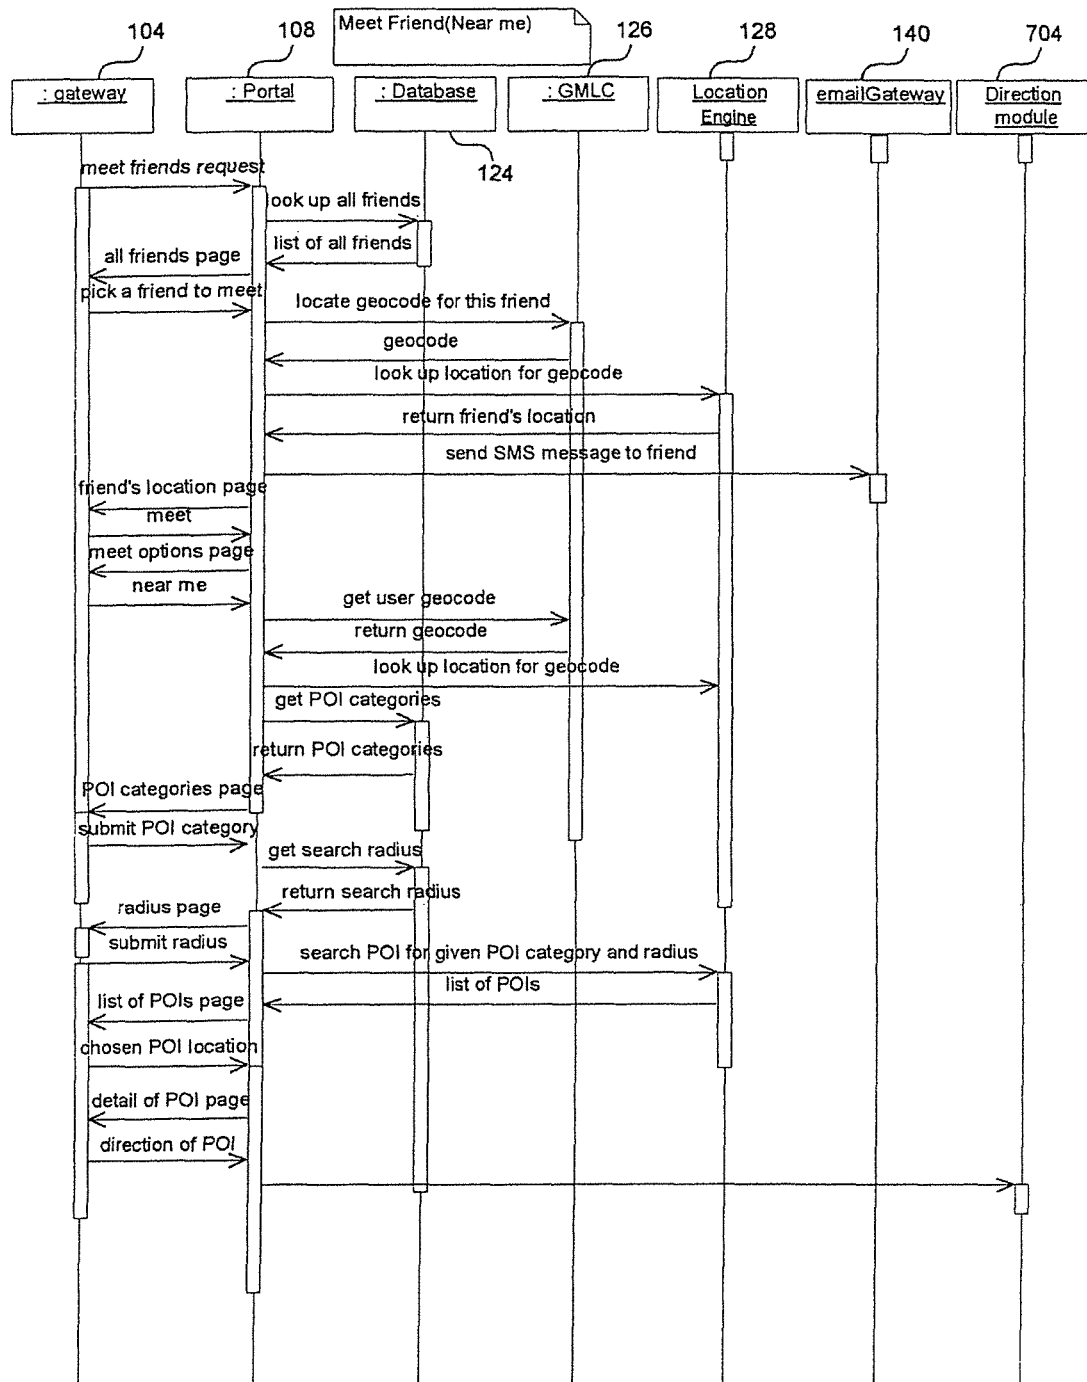 Meet Friend(Near me)
104
108
126
128
140
704
: gateway
: Portal
: Database
: GMLC
Location
Engine
emailGateway
Direction
module
124
meet friends request
ook up all friends
list of all friends
all friends page
pick a friend to meet
locate geocode for this friend
geocode
look up location for geocode
return friend's location
send SMS message to friend
friend's location page
meet
meet options page
near me
get user geocode
return geocode
look up location for geocode
get POI categories
return POI categories
POI categories page
submit POI category
get search radius
return search radius
radius page
submit radius
search POI for given POI category and radius
list of POIs
list of POIs page
chosen POI location
detail of POI page
direction of POI